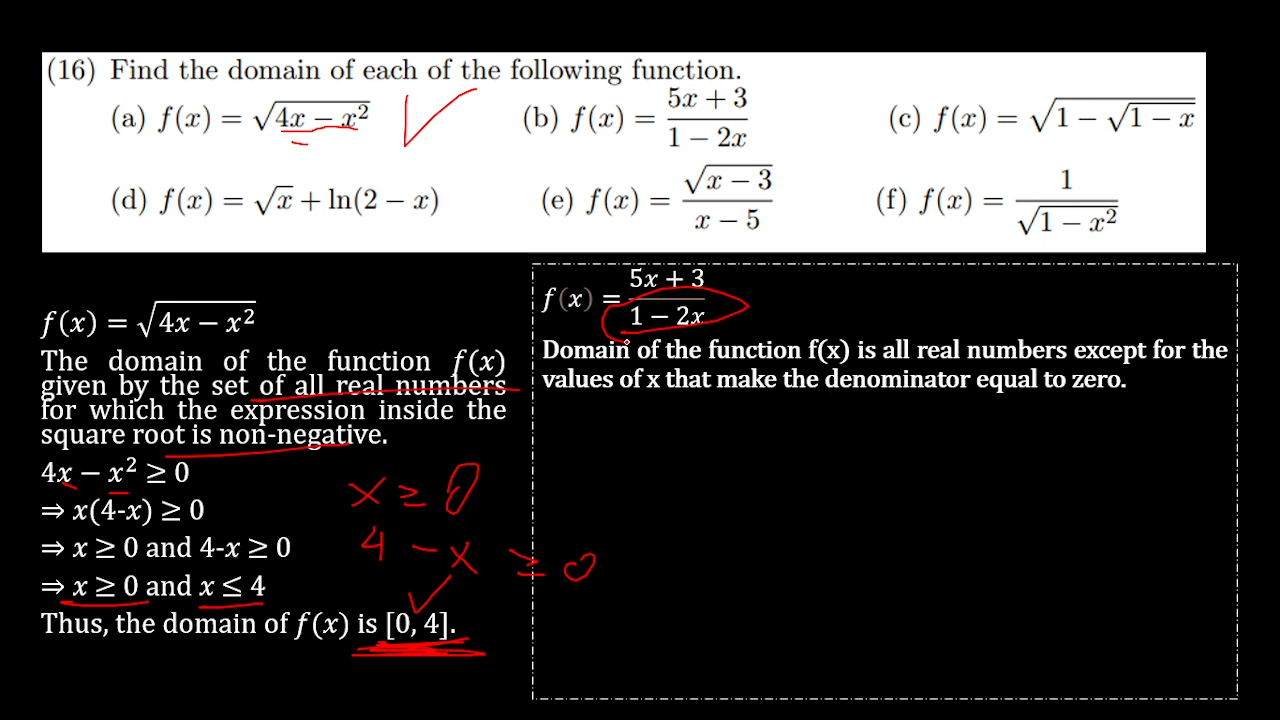 (16) Find the domain of each of the following function.
(a) f(x) = √(4x − x²) (b) f(x) = (5x + 3)/(1 − 2x) (c) f(x) = √(1 − √(1 − x))
(d) f(x) = √x + ln(2 − x) (e) f(x) = √(x − 3)/(x − 5) (f) f(x) = 1/√(1 − x²)
f(x) = √(4x − x²)
The domain of the function f(x)
given by the set of all real numbers
for which the expression inside the
square root is non-negative.
4x − x² ≥ 0
⇒ x(4-x) ≥ 0
⇒ x ≥ 0 and 4-x ≥ 0
⇒ x ≥ 0 and x ≤ 4
Thus, the domain of f(x) is [0, 4].
x ≥ 0
4 − x ≥ 0
f(x) = (5x + 3)/(1 − 2x)
Domain of the function f(x) is all real numbers except for the
values of x that make the denominator equal to zero.